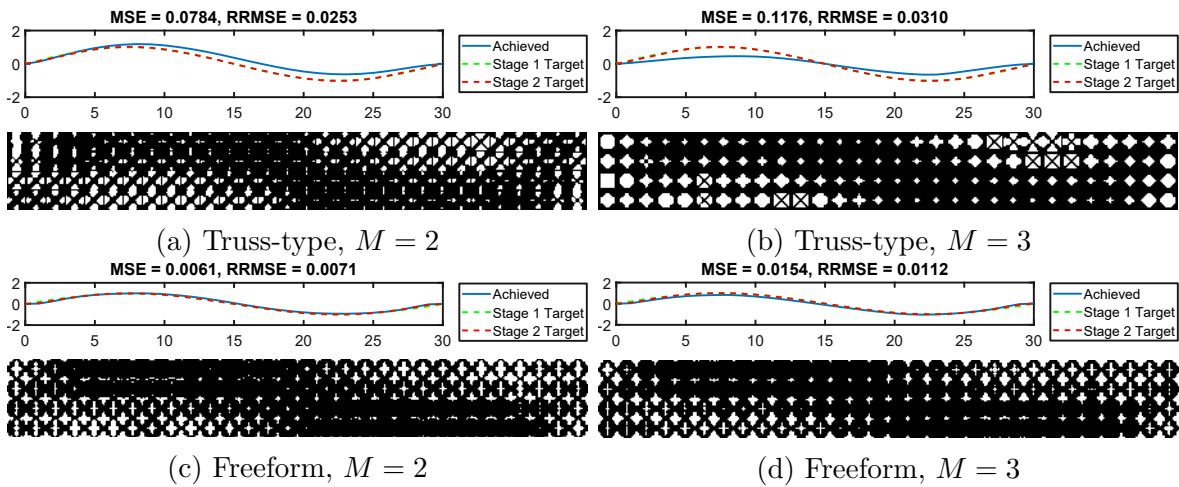 MSE = 0.0784, RRMSE = 0.0253
2
0
-2
0 5 10 15 20 25 30
Achieved
Stage 1 Target
Stage 2 Target
(a) Truss-type, M = 2
MSE = 0.1176, RRMSE = 0.0310
2
0
-2
0 5 10 15 20 25 30
Achieved
Stage 1 Target
Stage 2 Target
(b) Truss-type, M = 3
MSE = 0.0061, RRMSE = 0.0071
2
0
-2
0 5 10 15 20 25 30
Achieved
Stage 1 Target
Stage 2 Target
(c) Freeform, M = 2
MSE = 0.0154, RRMSE = 0.0112
2
0
-2
0 5 10 15 20 25 30
Achieved
Stage 1 Target
Stage 2 Target
(d) Freeform, M = 3